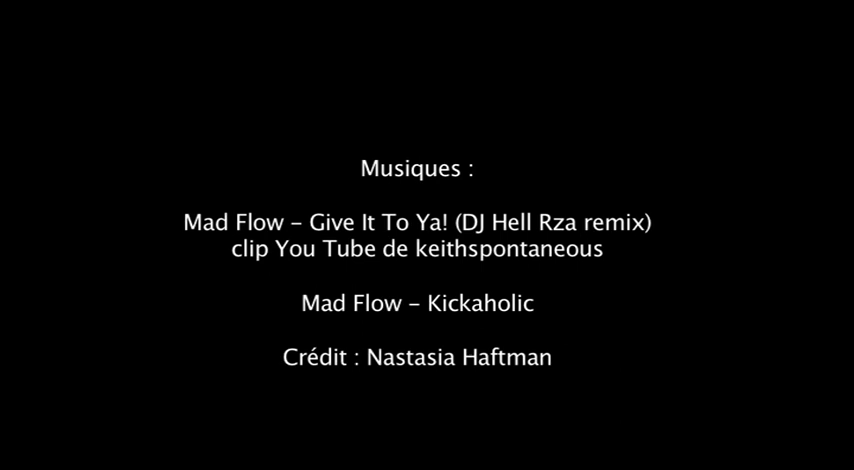 Musiques :
Mad Flow - Give It To Ya! (DJ Hell Rza remix)
clip You Tube de keithspontaneous
Mad Flow - Kickaholic
Crédit : Nastasia Haftman